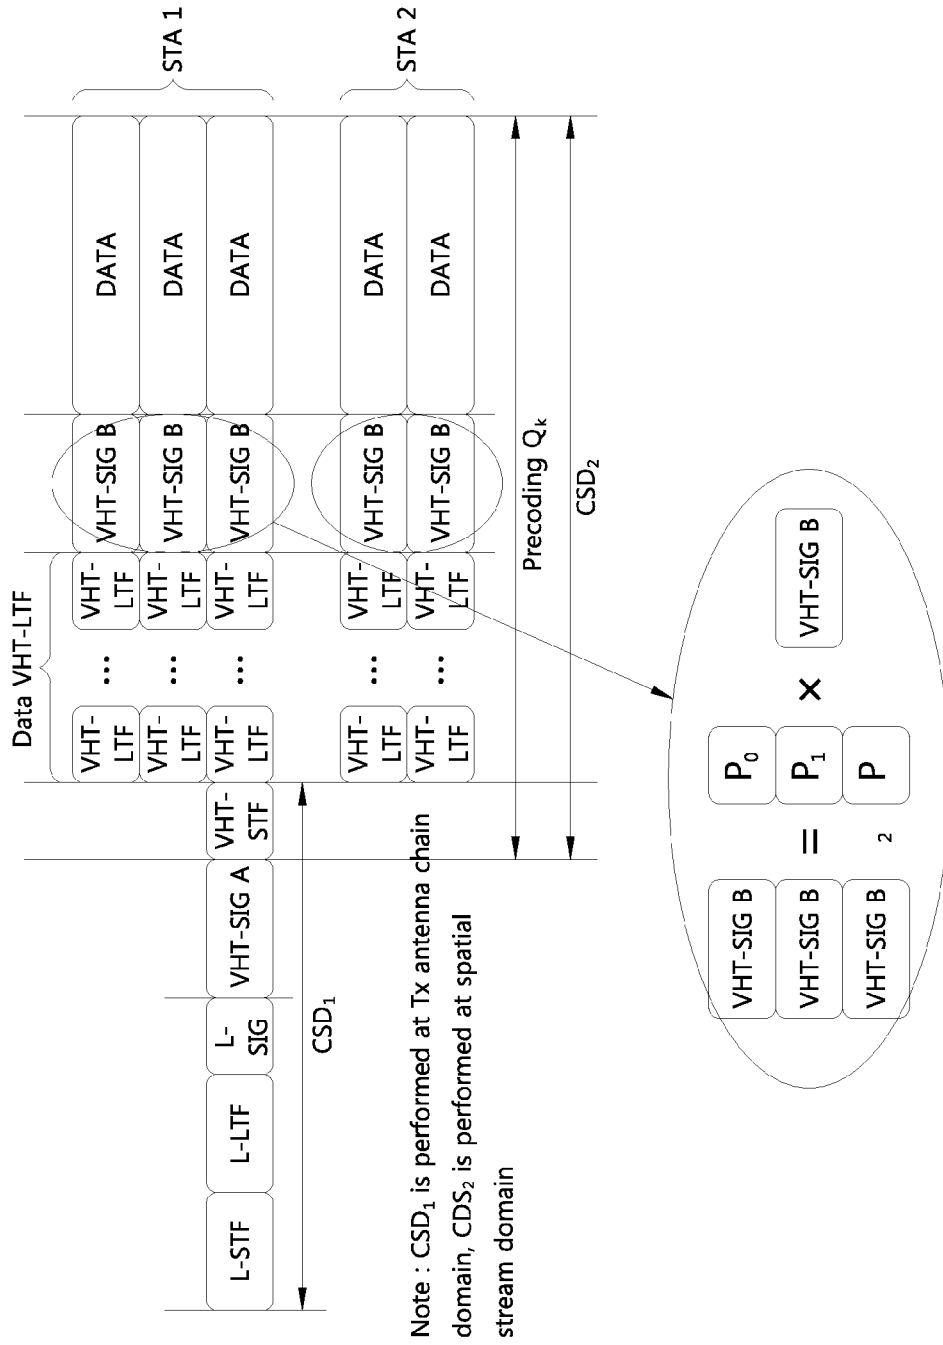 Data VHT-LTF
VHT-LTF ... VHT-LTF VHT-SIG B DATA
VHT-LTF ... VHT-LTF VHT-SIG B DATA
STA 1
L-STF L-LTF L-SIG VHT-SIG A VHT-STF VHT-LTF ... VHT-LTF VHT-SIG B DATA
CSD₁
VHT-LTF ... VHT-LTF VHT-SIG B DATA
VHT-LTF ... VHT-LTF VHT-SIG B DATA
STA 2
Precoding Qₖ
CSD₂
Note : CSD₁ is performed at Tx antenna chain
domain, CDS₂ is performed at spatial
stream domain
VHT-SIG B P₀
VHT-SIG B = P₁ × VHT-SIG B
VHT-SIG B P
2